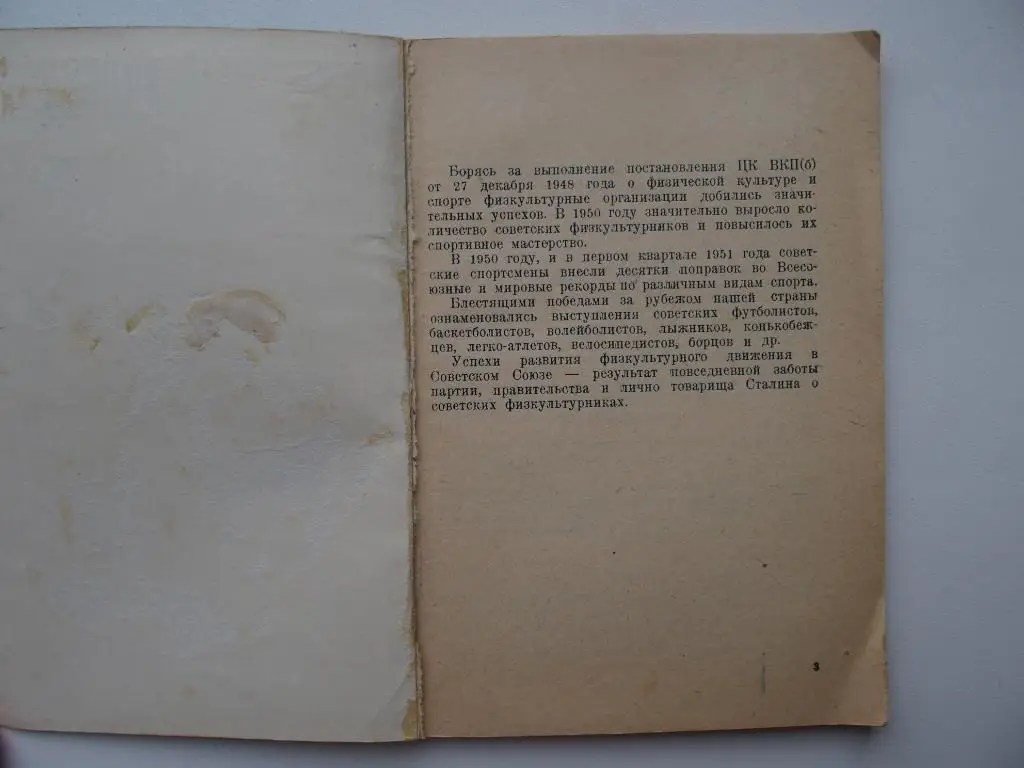 Борясь за выполнение постановления ЦК ВКП(б)
от 27 декабря 1948 года о физической культуре и
спорте физкультурные организации добились значи-
тельных успехов. В 1950 году значительно выросло ко-
личество советских физкультурников и повысилось их
спортивное мастерство.
В 1950 году, и в первом квартале 1951 года совет-
ские спортсмены внесли десятки поправок во Всесо-
юзные и мировые рекорды по различным видам спорта.
Блестящими победами за рубежом нашей страны
ознаменовались выступления советских футболистов,
баскетболистов, волейболистов, лыжников, конькобеж-
цев, легко-атлетов, велосипедистов, борцов и др.
Успехи развития физкультурного движения в
Советском Союзе — результат повседневной заботы
партии, правительства и лично товарища Сталина о
советских физкультурниках.
3